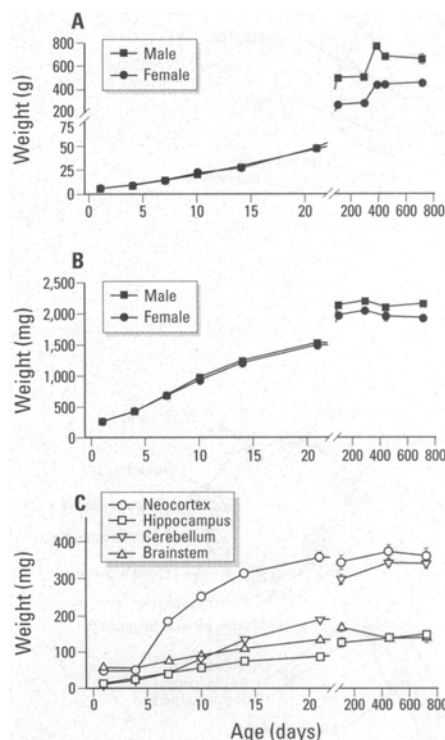 A
Weight (g)
800
600
400
200
75
50
25
0
Male
Female
0 5 10 15 20 200 400 600 800
B
Weight (mg)
2,500
2,000
1,500
1,000
500
0
Male
Female
0 5 10 15 20 200 400 600 800
C
Weight (mg)
400
300
200
100
0
Neocortex
Hippocampus
Cerebellum
Brainstem
0 5 10 15 20 200 400 600 800
Age (days)